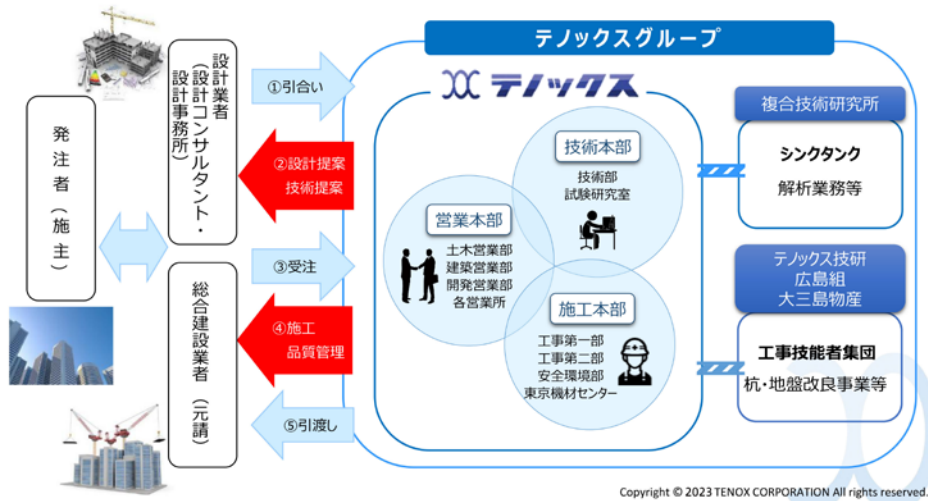 テノックスグループ
テノックス
発注者(施主)
設計業者
(設計コンサルタント・
設計事務所)
総合建設業者(元請)
①引合い
②設計提案
技術提案
③受注
④施工
品質管理
⑤引渡し
技術本部
技術部
試験研究室
営業本部
土木営業部
建築営業部
開発営業部
各営業所
施工本部
工事第一部
工事第二部
安全環境部
東京機材センター
複合技術研究所
シンクタンク
解析業務等
テノックス技研
広島組
大三島物産
工事技能者集団
杭・地盤改良事業等
Copyright © 2023 TENOX CORPORATION All rights reserved.